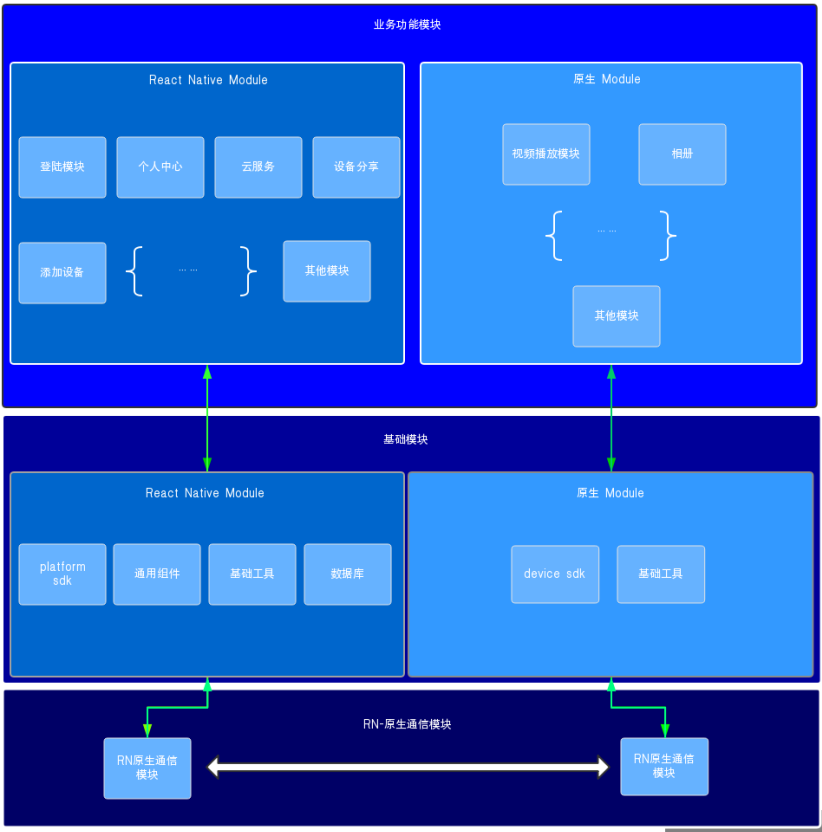 业务功能模块
React Native Module
登陆模块
个人中心
云服务
设备分享
添加设备
... ...
其他模块
原生 Module
视频播放模块
相册
... ...
其他模块
基础模块
React Native Module
platform
sdk
通用组件
基础工具
数据库
原生 Module
device sdk
基础工具
RN-原生通信模块
RN原生通信
模块
RN原生通信
模块